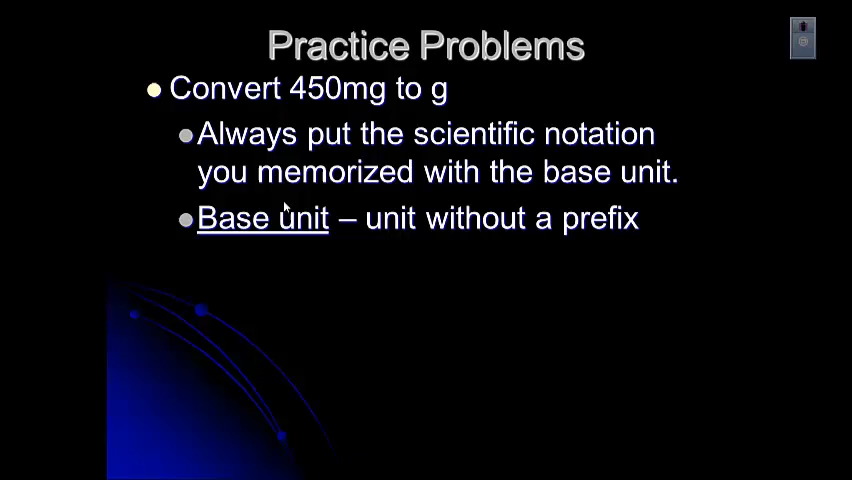 Practice Problems
Convert 450mg to g
Always put the scientific notation
you memorized with the base unit.
Base unit – unit without a prefix